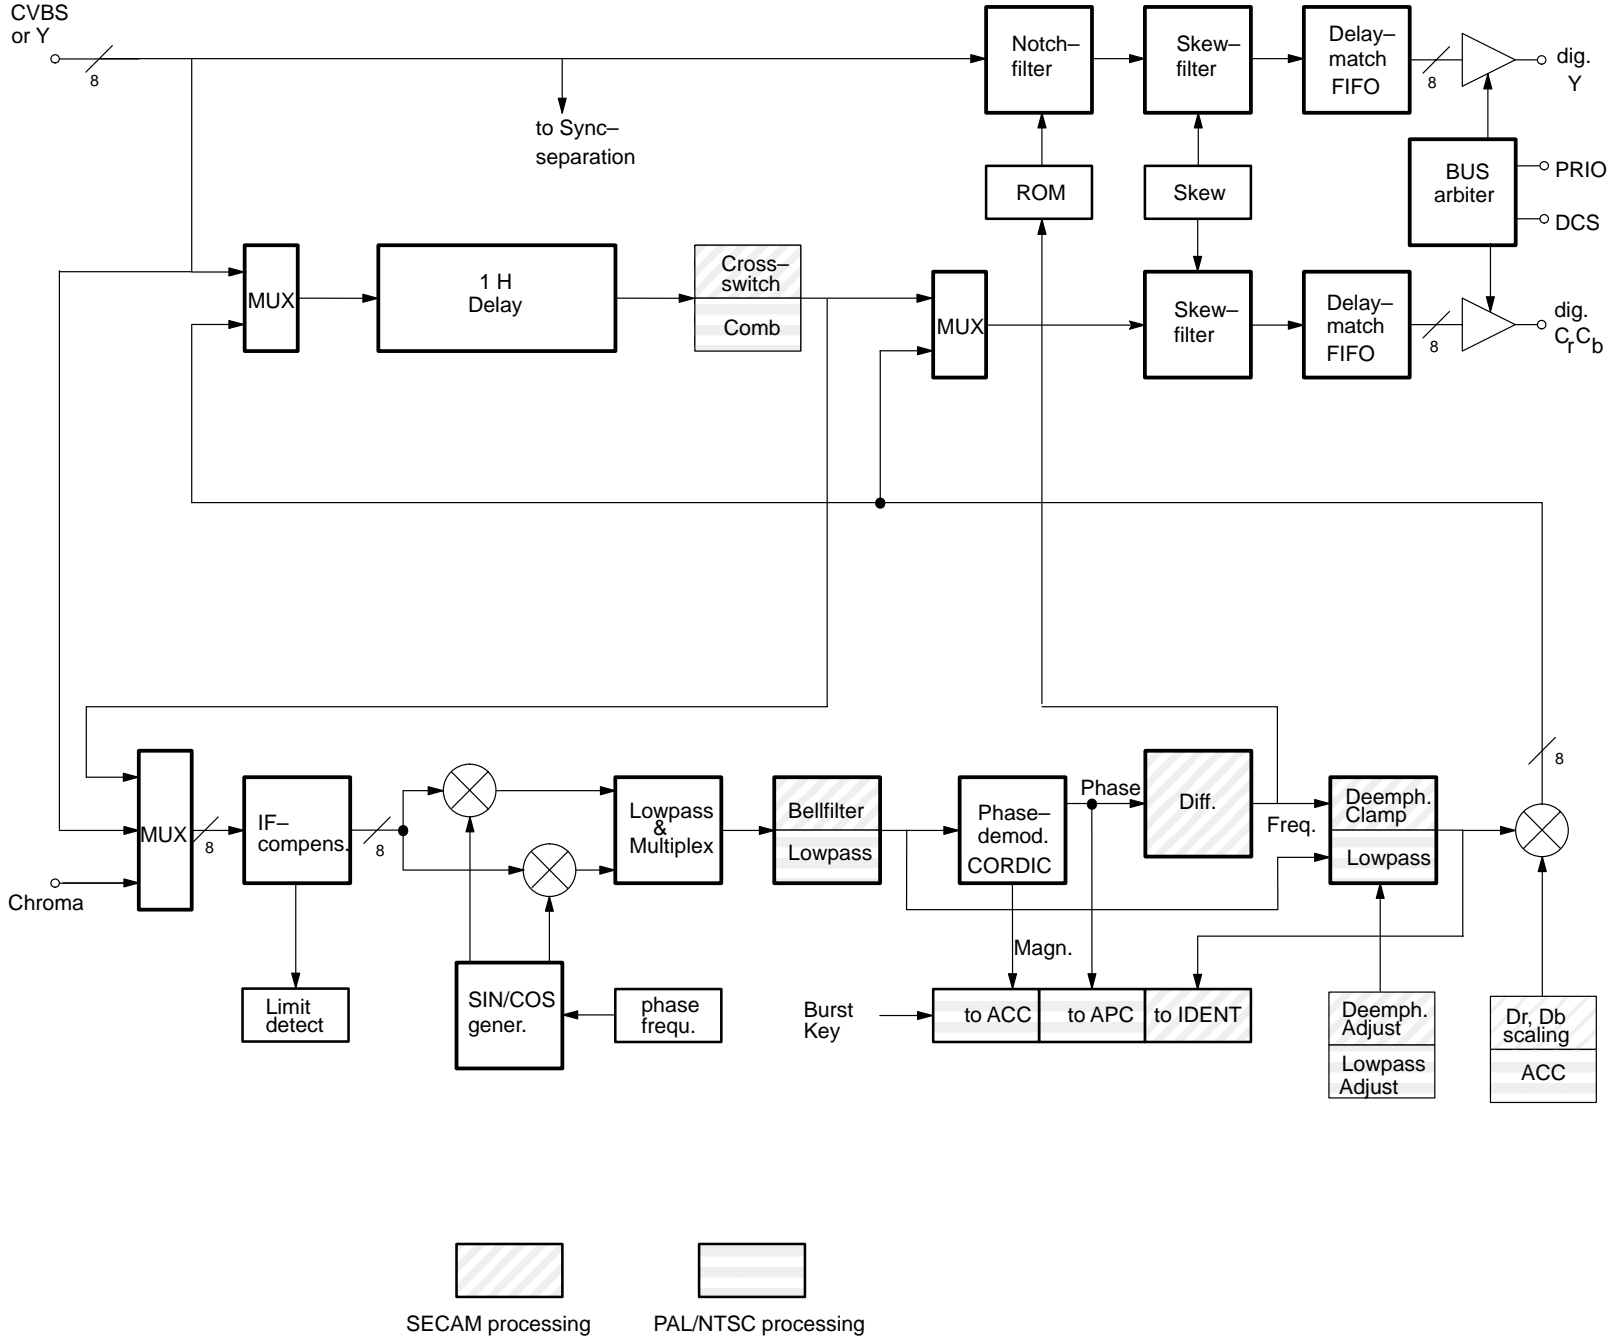 CVBS
or Y
8
to Sync–
separation
Notch–
filter
Skew–
filter
Delay–
match
FIFO
8
dig.
Y
ROM
Skew
BUS
arbiter
PRIO
DCS
MUX
1 H
Delay
Cross–
switch
Comb
MUX
Skew–
filter
Delay–
match
FIFO
8
dig.
CrCb
8
MUX
8
Chroma
IF–
compens.
8
Lowpass
&
Multiplex
Bellfilter
Lowpass
Phase–
demod.
CORDIC
Phase
Diff.
Freq.
Deemph.
Clamp
Lowpass
Magn.
Limit
detect
SIN/COS
gener.
phase
frequ.
Burst
Key
to ACC
to APC
to IDENT
Deemph.
Adjust
Lowpass
Adjust
Dr, Db
scaling
ACC
SECAM processing
PAL/NTSC processing